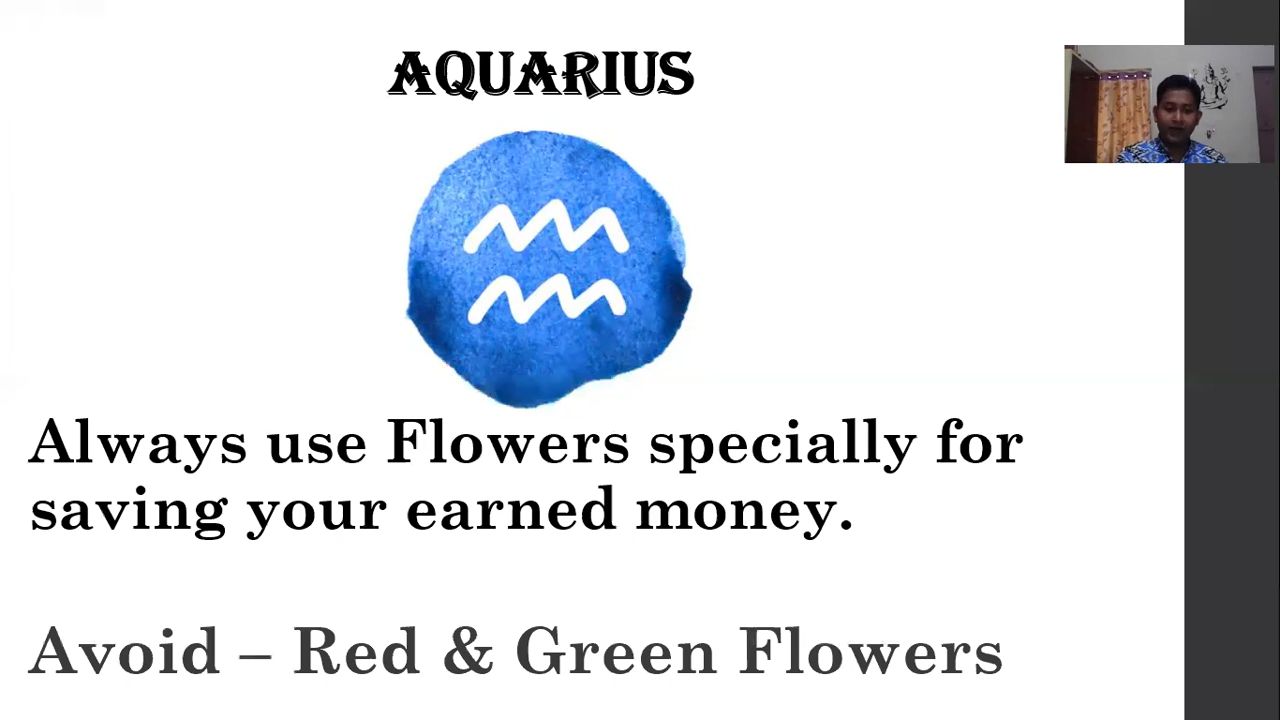 AQUARIUS
Always use Flowers specially for
saving your earned money.
Avoid – Red & Green Flowers